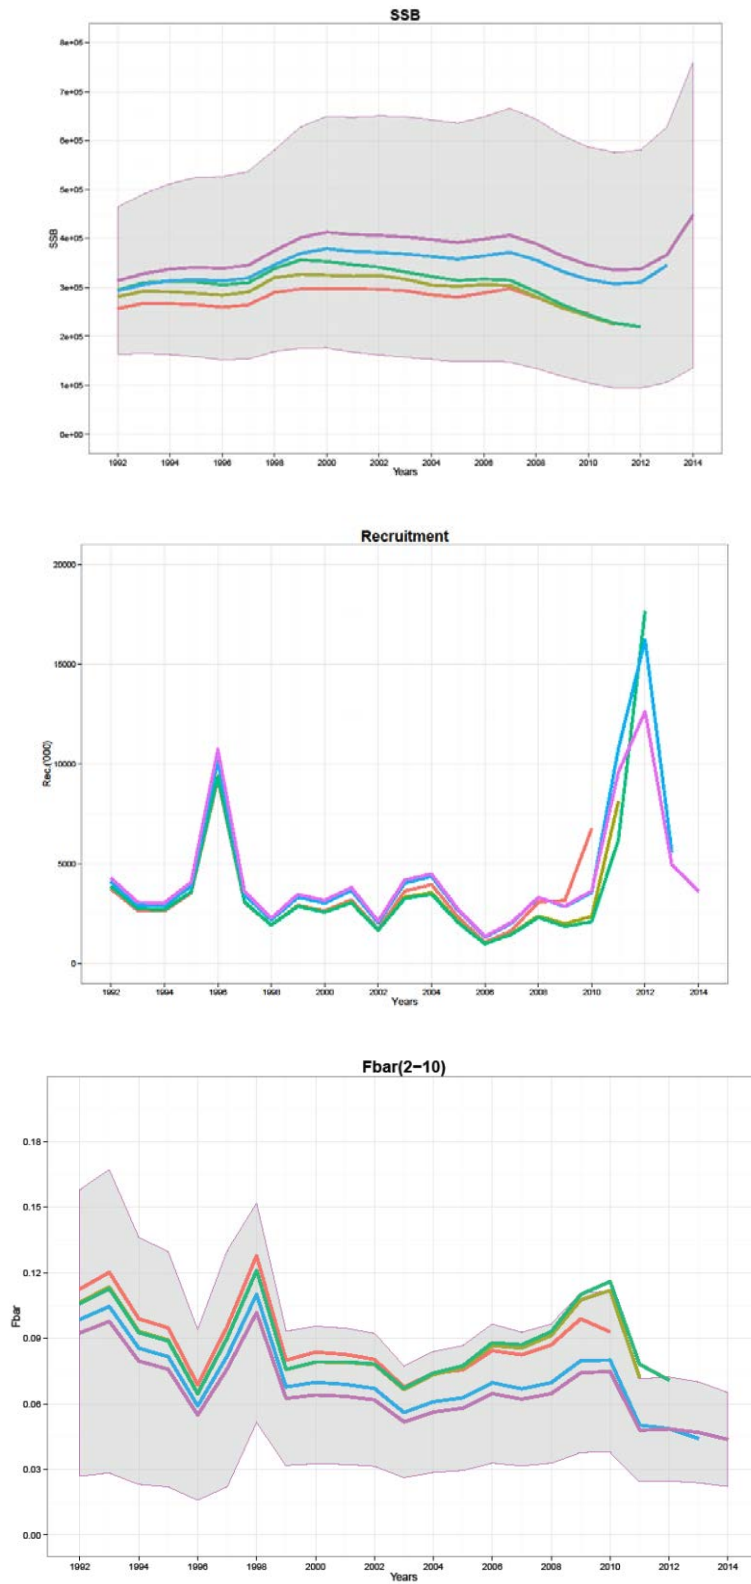 SSB
8e+05
7e+05
6e+05
5e+05
4e+05
3e+05
2e+05
1e+05
0e+00
SSB
1992 1994 1996 1998 2000 2002 2004 2006 2008 2010 2012 2014
Years
Recruitment
20000
15000
10000
5000
0
Rec.('000)
1992 1994 1996 1998 2000 2002 2004 2006 2008 2010 2012 2014
Years
Fbar(2−10)
0.18
0.15
0.12
0.09
0.06
0.03
0.00
Fbar
1992 1994 1996 1998 2000 2002 2004 2006 2008 2010 2012 2014
Years